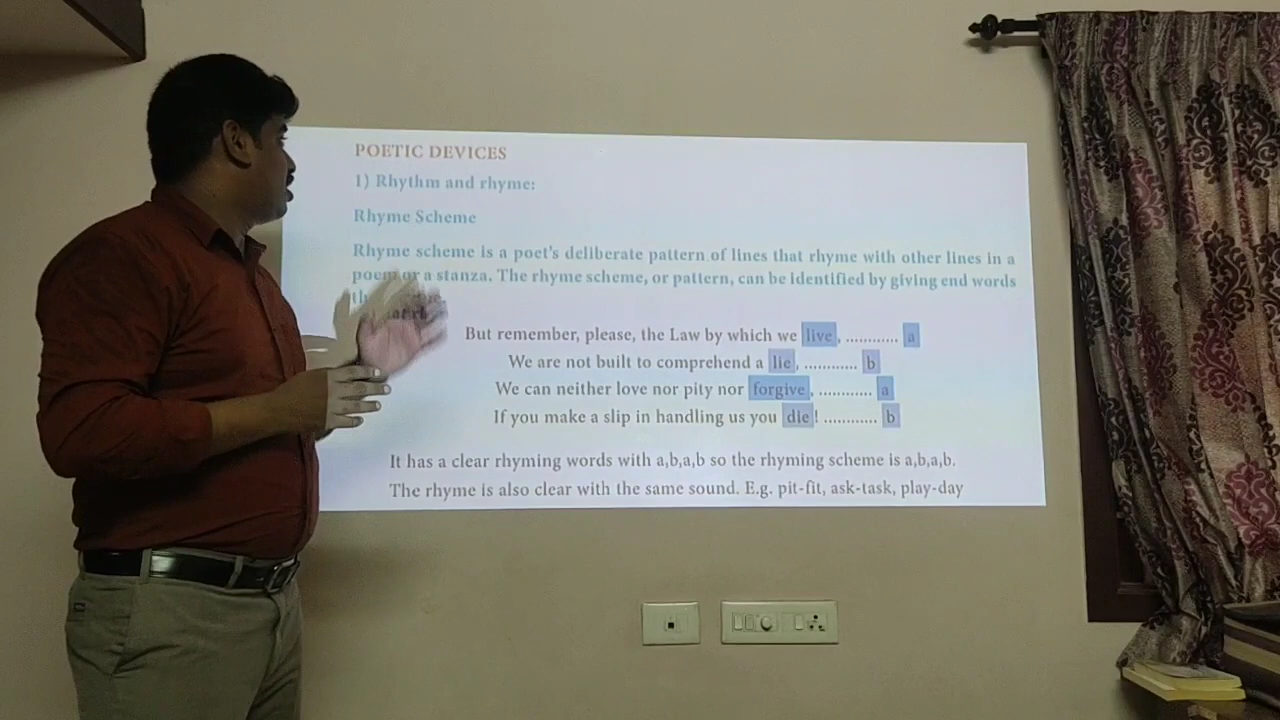 POETIC DEVICES
1) Rhythm and rhyme:
Rhyme Scheme
Rhyme scheme is a poet's deliberate pattern of lines that rhyme with other lines in a
poem or a stanza. The rhyme scheme, or pattern, can be identified by giving end words
But remember, please, the Law by which we live, ............ a
We are not built to comprehend a lie, ............ b
We can neither love nor pity nor forgive, ............ a
If you make a slip in handling us you die! ............ b
It has a clear rhyming words with a,b,a,b so the rhyming scheme is a,b,a,b.
The rhyme is also clear with the same sound. E.g. pit-fit, ask-task, play-day